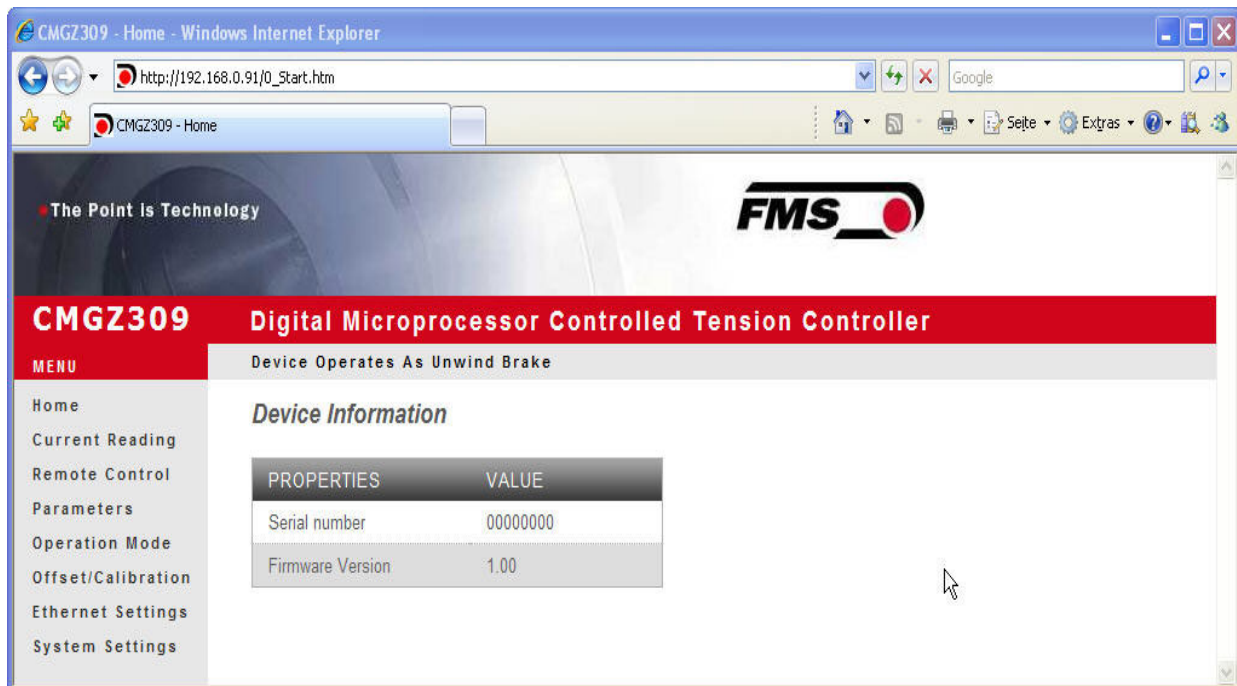 CMGZ309 - Home - Windows Internet Explorer
http://192.168.0.91/0_Start.htm
Google
CMGZ309 - Home
Seite
Extras
The Point is Technology
FMS
CMGZ309
Digital Microprocessor Controlled Tension Controller
MENU
Device Operates As Unwind Brake
Home
Current Reading
Remote Control
Parameters
Operation Mode
Offset/Calibration
Ethernet Settings
System Settings
Device Information
PROPERTIES VALUE
Serial number 00000000
Firmware Version 1.00